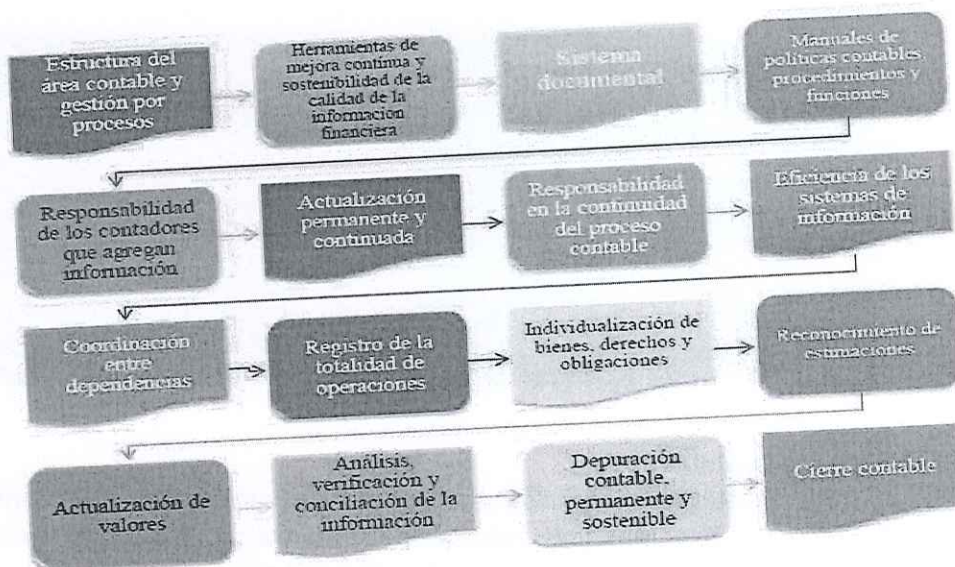 Estructura del
área contable y
gestión por
procesos
Herramientas de
mejora continua y
sostenibilidad de la
calidad de la
información
financiera
Sistema
documental
Manuales de
políticas contables,
procedimientos y
funciones
Responsabilidad
de los contadores
que agregan
información
Actualización
permanente y
continuada
Responsabilidad
en la continuidad
del proceso
contable
Eficiencia de los
sistemas de
información
Coordinación
entre
dependencias
Registro de la
totalidad de
operaciones
Individualización de
bienes, derechos y
obligaciones
Reconocimiento de
estimaciones
Actualización de
valores
Análisis,
verificación y
conciliación de la
información
Depuración
contable,
permanente y
sostenible
Cierre contable